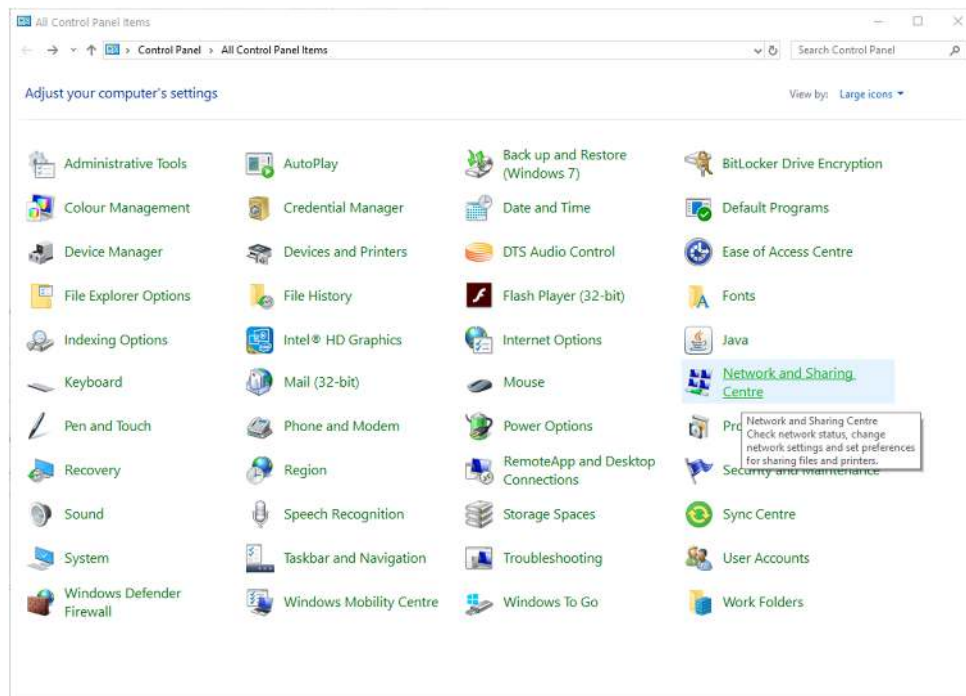 All Control Panel Items
Control Panel > All Control Panel Items
Search Control Panel
Adjust your computer's settings
View by: Large icons
Administrative Tools
AutoPlay
Back up and Restore
(Windows 7)
BitLocker Drive Encryption
Colour Management
Credential Manager
Date and Time
Default Programs
Device Manager
Devices and Printers
DTS Audio Control
Ease of Access Centre
File Explorer Options
File History
Flash Player (32-bit)
Fonts
Indexing Options
Intel® HD Graphics
Internet Options
Java
Keyboard
Mail (32-bit)
Mouse
Network and Sharing
Centre
Pen and Touch
Phone and Modem
Power Options
Network and Sharing Centre
Check network status, change
network settings and set preferences
for sharing files and printers.
Recovery
Region
RemoteApp and Desktop
Connections
Security and Maintenance
Sound
Speech Recognition
Storage Spaces
Sync Centre
System
Taskbar and Navigation
Troubleshooting
User Accounts
Windows Defender
Firewall
Windows Mobility Centre
Windows To Go
Work Folders